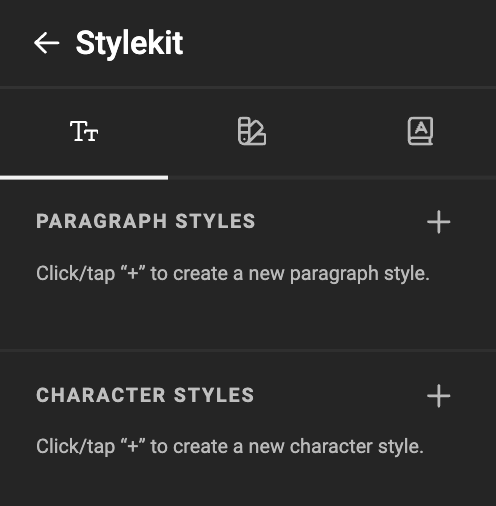 Stylekit
Tт
PARAGRAPH STYLES
Click/tap “+” to create a new paragraph style.
CHARACTER STYLES
Click/tap “+” to create a new character style.